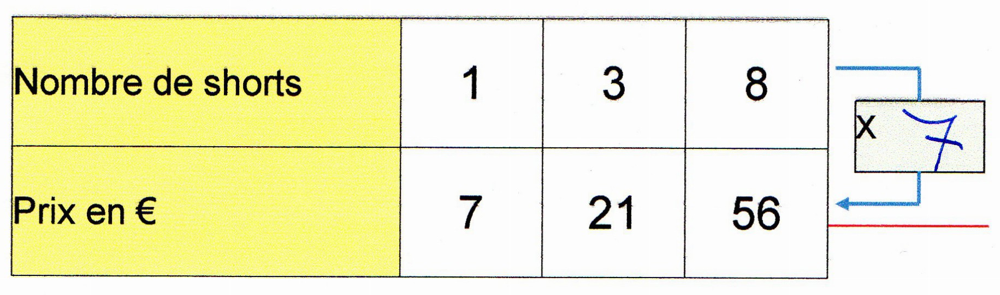 Nombre de shorts 1 3 8
x 7
Prix en € 7 21 56